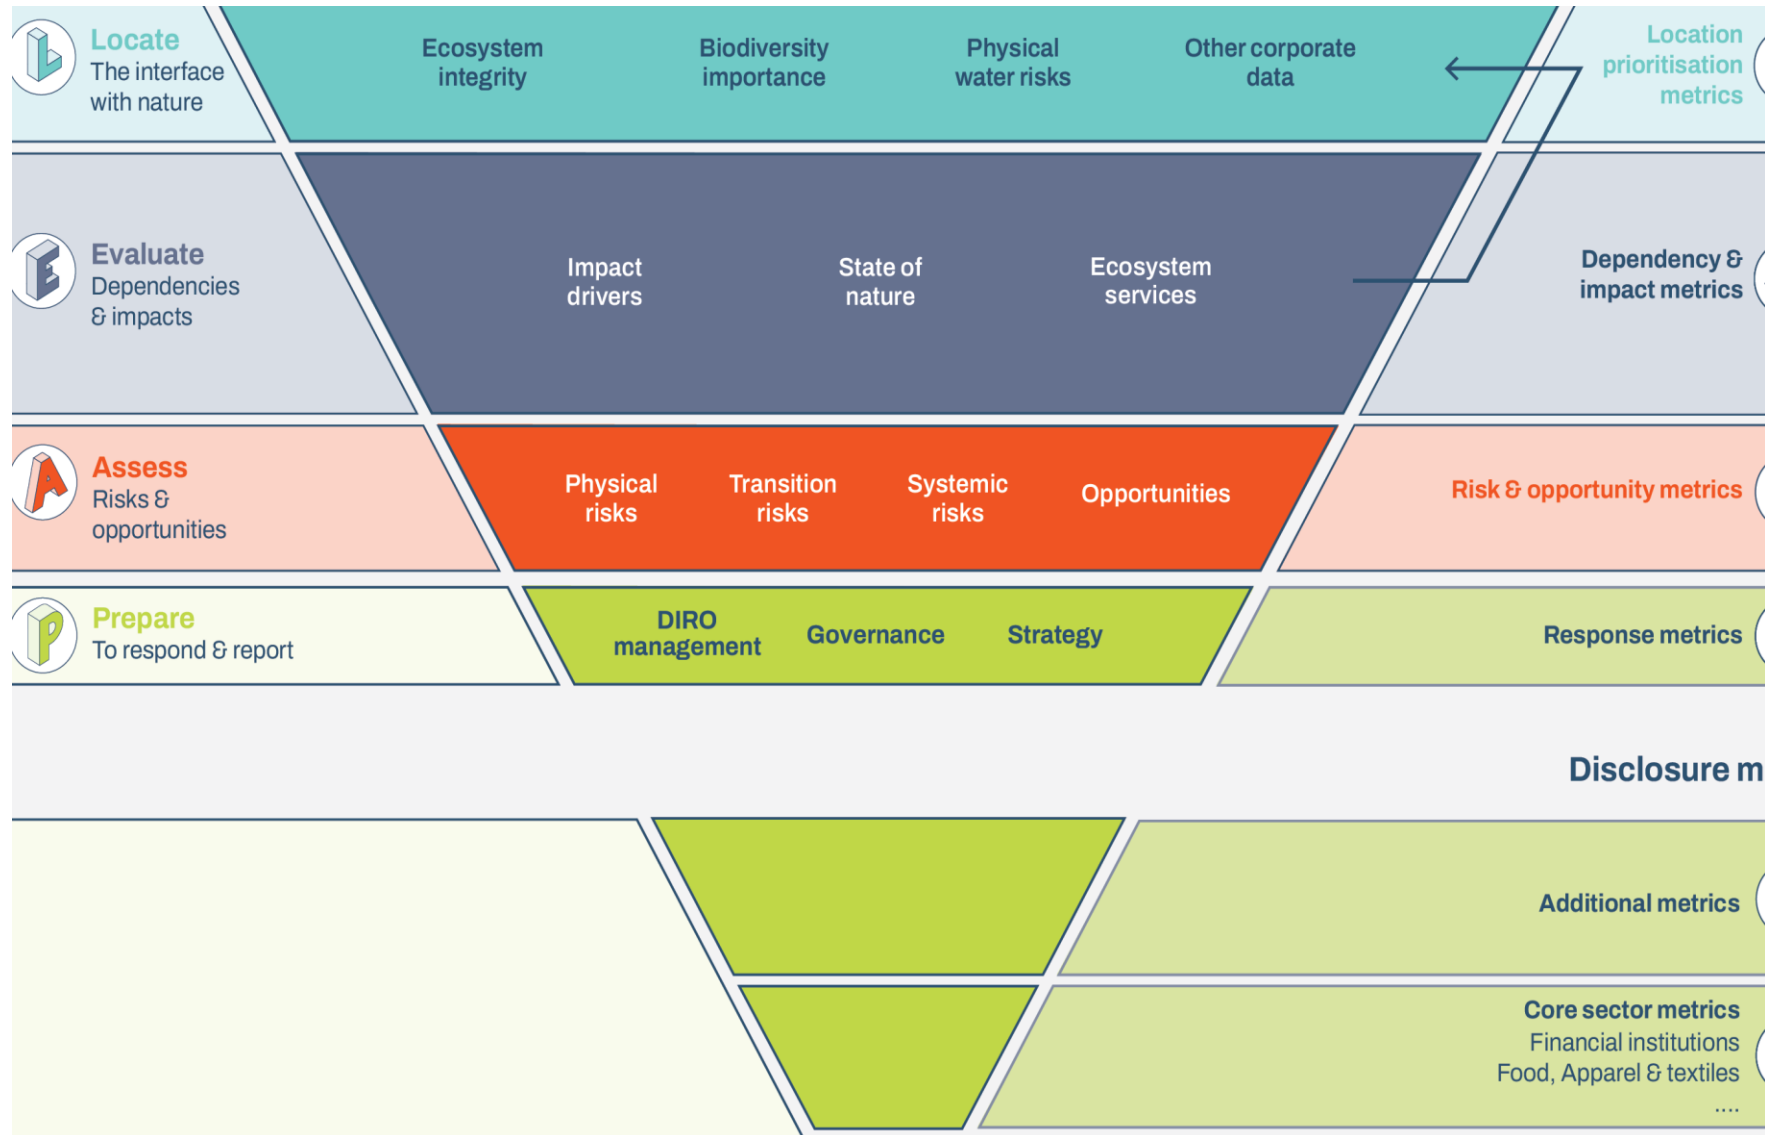 L
Locate
The interface
with nature
Ecosystem
integrity
Biodiversity
importance
Physical
water risks
Other corporate
data
Location
prioritisation
metrics
E
Evaluate
Dependencies
& impacts
Impact
drivers
State of
nature
Ecosystem
services
Dependency &
impact metrics
A
Assess
Risks &
opportunities
Physical
risks
Transition
risks
Systemic
risks
Opportunities
Risk & opportunity metrics
P
Prepare
To respond & report
DIRO
management
Governance
Strategy
Response metrics
Disclosure m
Additional metrics
Core sector metrics
Financial institutions
Food, Apparel & textiles
....